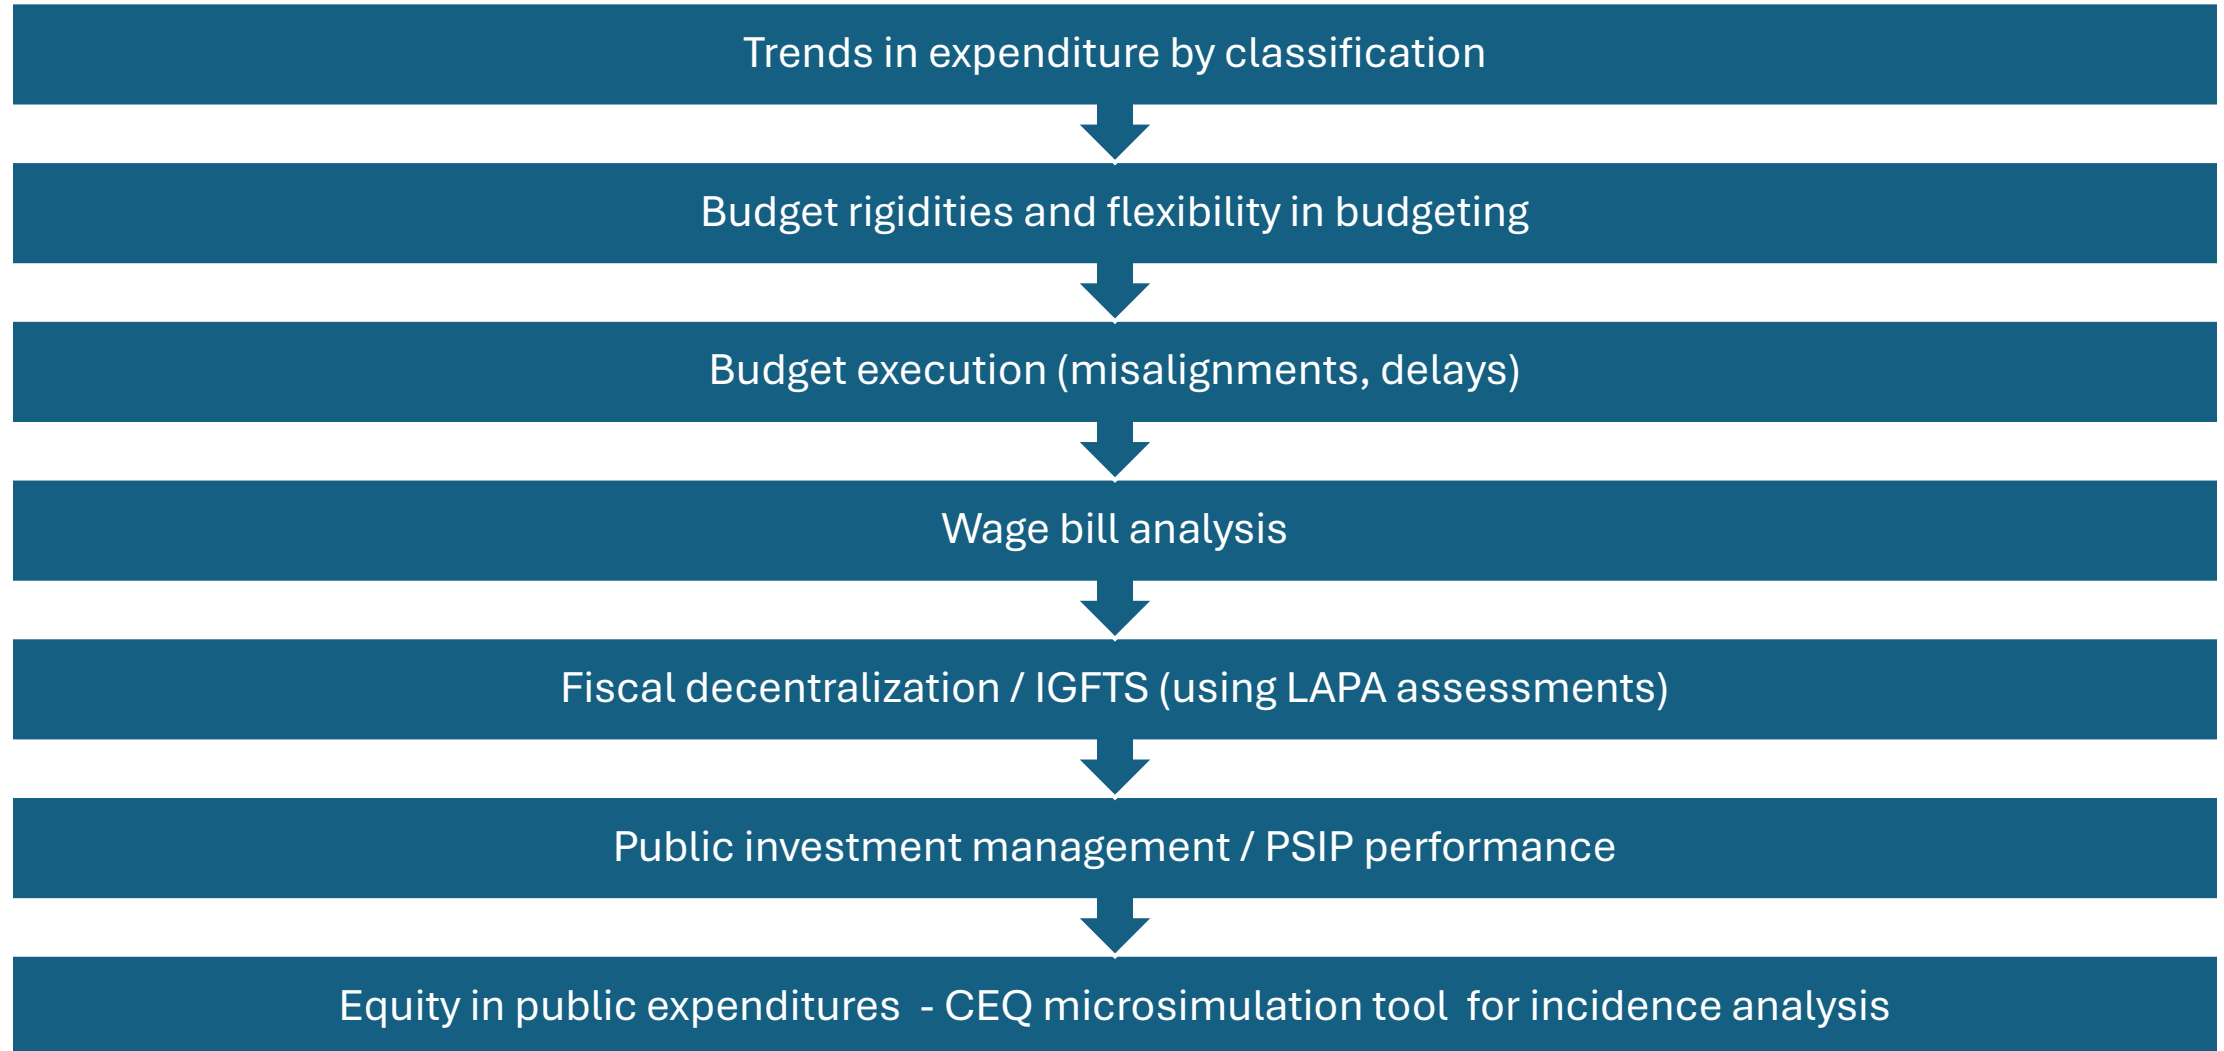 Trends in expenditure by classification
Budget rigidities and flexibility in budgeting
Budget execution (misalignments, delays)
Wage bill analysis
Fiscal decentralization / IGFTS (using LAPA assessments)
Public investment management / PSIP performance
Equity in public expenditures  - CEQ microsimulation tool  for incidence analysis